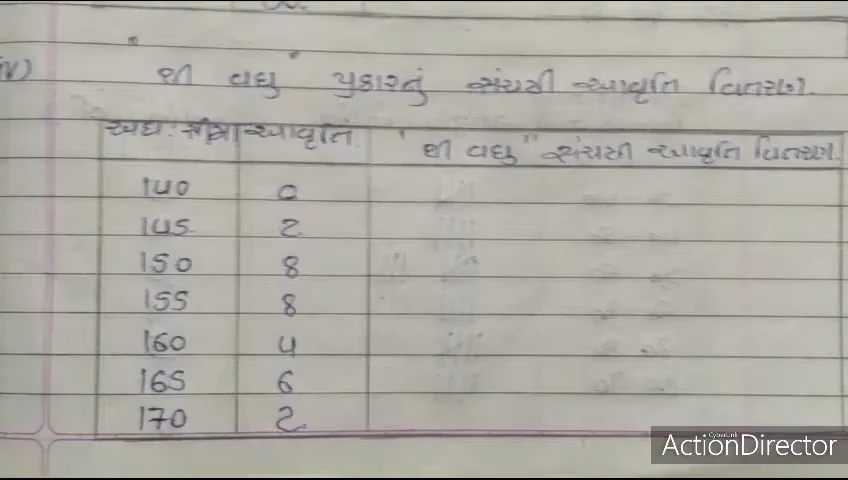 iv) "થી વધુ" પ્રકારનું સંચયી આવૃતિ વિતરણ.
અધ: સીમા આવૃતિ "થી વધુ" સંચયી આવૃતિ વિતરણ.
140 0
145 2
150 8
155 8
160 4
165 6
170 2
CyberLink
ActionDirector